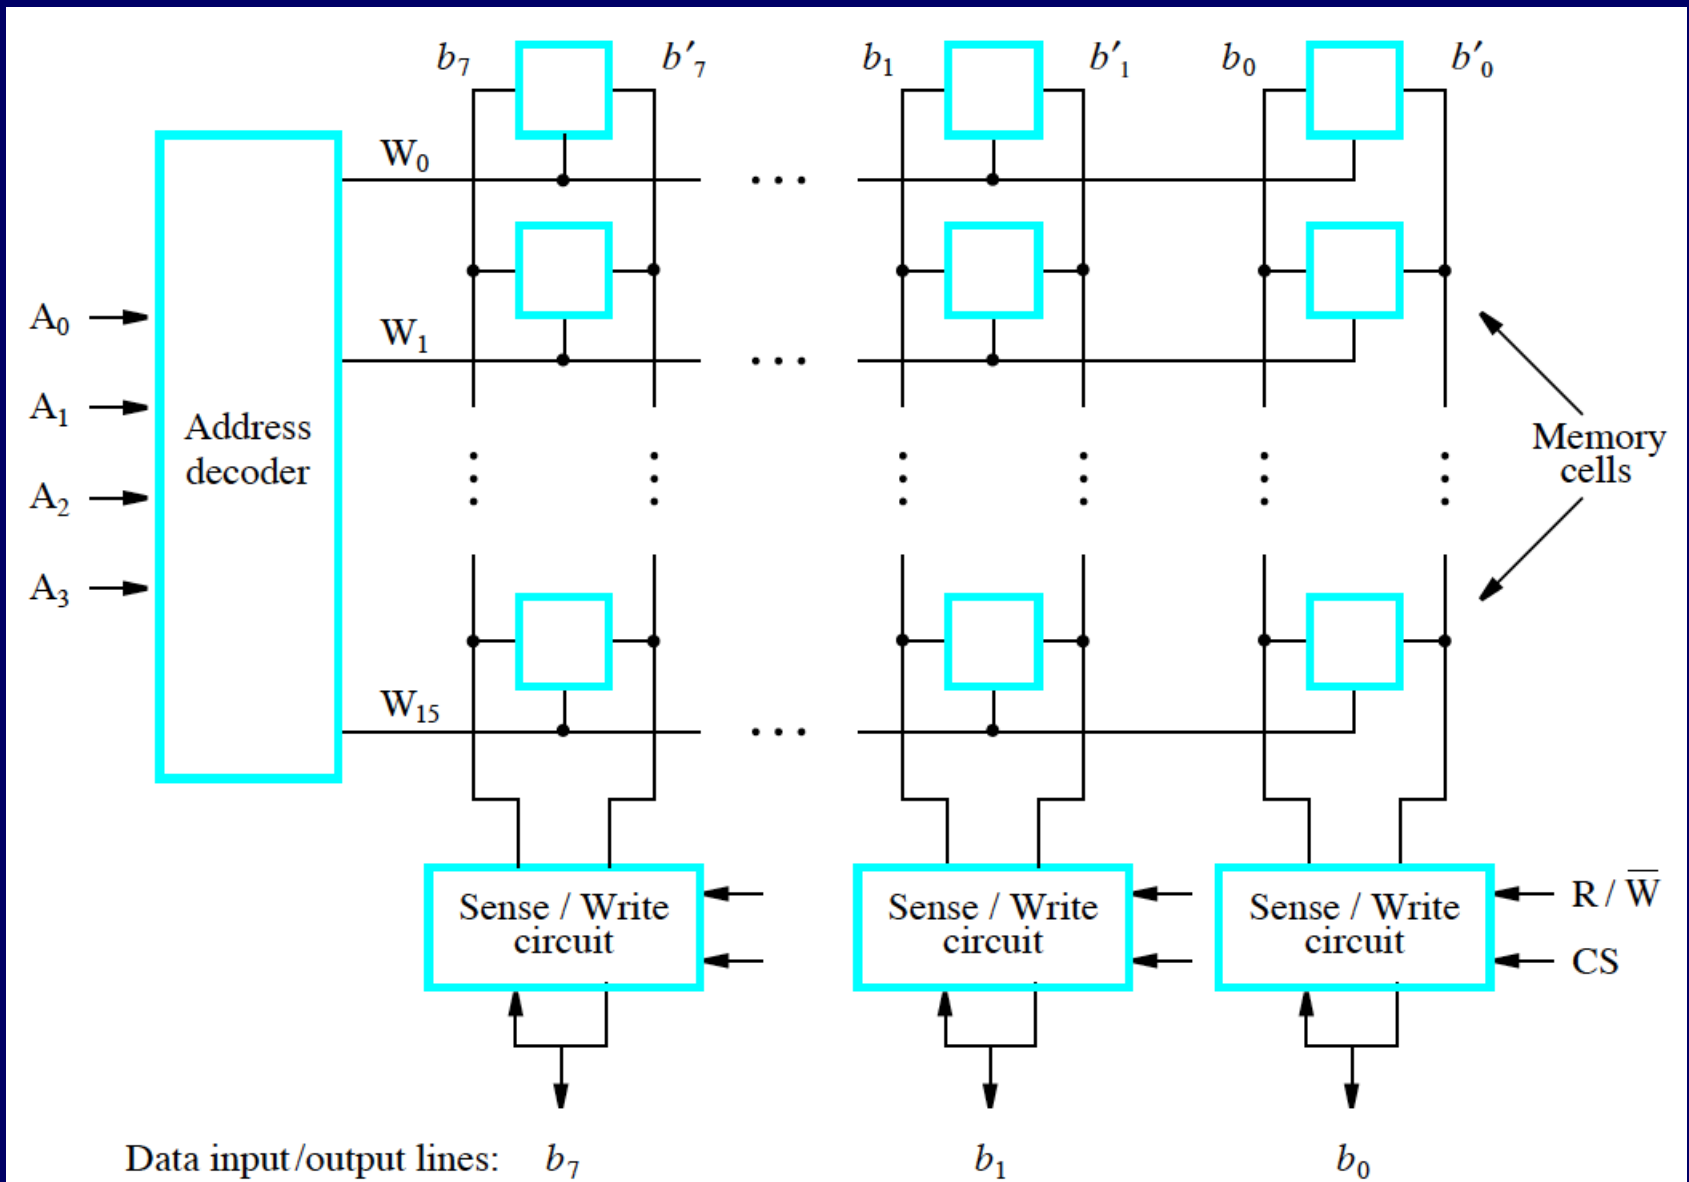 b₇ b′₇ b₁ b′₁ b₀ b′₀
W₀
A₀
W₁
A₁
Address
decoder
Memory
cells
A₂
A₃
W₁₅
Sense / Write
circuit
Sense / Write
circuit
Sense / Write
circuit
R / W̅
CS
Data input/output lines: b₇ b₁ b₀